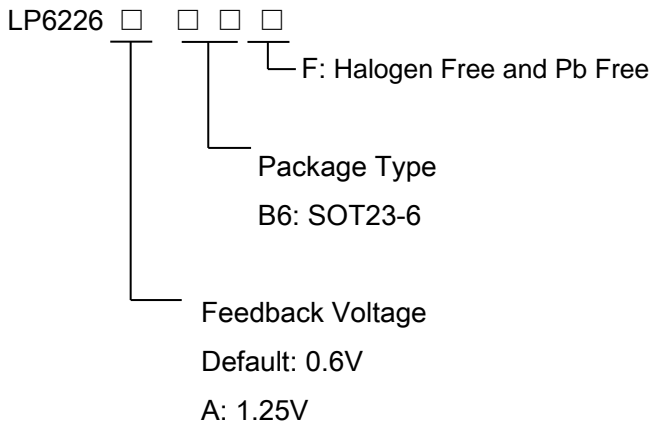 LP6226 □ □ □ □
F: Halogen Free and Pb Free
Package Type
B6: SOT23-6
Feedback Voltage
Default: 0.6V
A: 1.25V